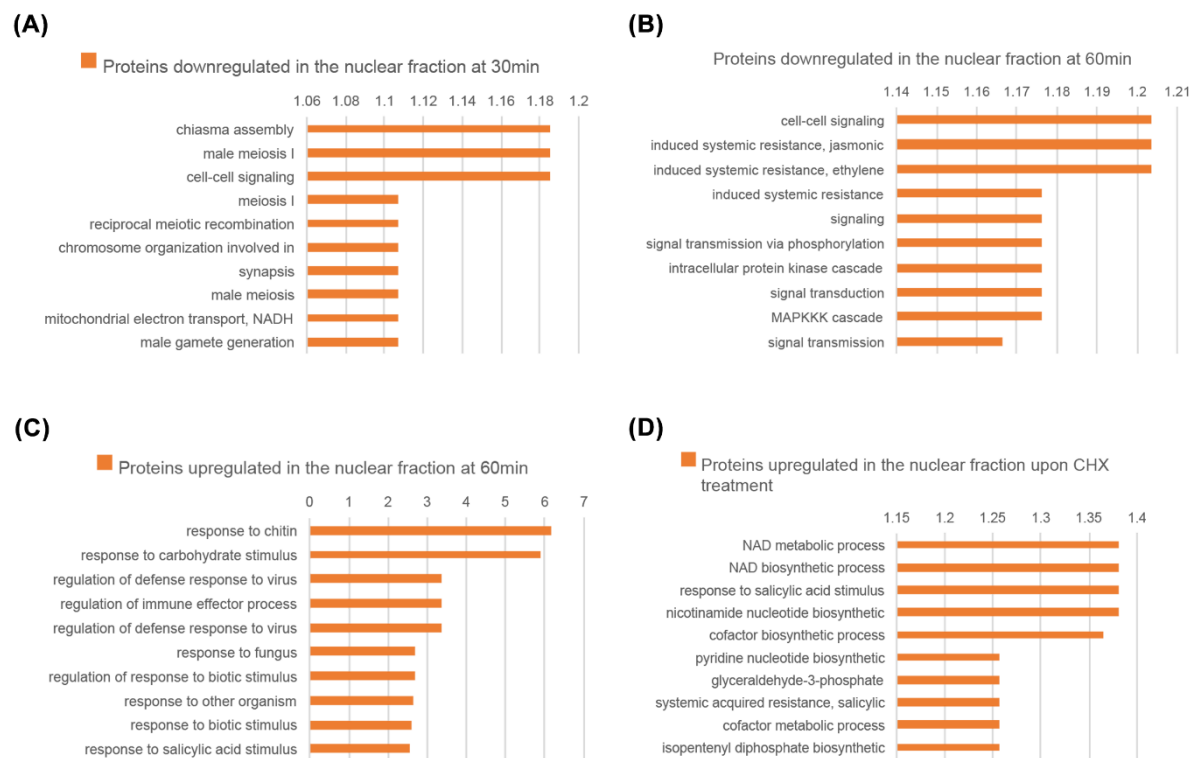 (A)
Proteins downregulated in the nuclear fraction at 30min
1.06 1.08 1.1 1.12 1.14 1.16 1.18 1.2
chiasma assembly
male meiosis I
cell-cell signaling
meiosis I
reciprocal meiotic recombination
chromosome organization involved in
synapsis
male meiosis
mitochondrial electron transport, NADH
male gamete generation
(B)
Proteins downregulated in the nuclear fraction at 60min
1.14 1.15 1.16 1.17 1.18 1.19 1.2 1.21
cell-cell signaling
induced systemic resistance, jasmonic
induced systemic resistance, ethylene
induced systemic resistance
signaling
signal transmission via phosphorylation
intracellular protein kinase cascade
signal transduction
MAPKKK cascade
signal transmission
(C)
Proteins upregulated in the nuclear fraction at 60min
0 1 2 3 4 5 6 7
response to chitin
response to carbohydrate stimulus
regulation of defense response to virus
regulation of immune effector process
regulation of defense response to virus
response to fungus
regulation of response to biotic stimulus
response to other organism
response to biotic stimulus
response to salicylic acid stimulus
(D)
Proteins upregulated in the nuclear fraction upon CHX
treatment
1.15 1.2 1.25 1.3 1.35 1.4
NAD metabolic process
NAD biosynthetic process
response to salicylic acid stimulus
nicotinamide nucleotide biosynthetic
cofactor biosynthetic process
pyridine nucleotide biosynthetic
glyceraldehyde-3-phosphate
systemic acquired resistance, salicylic
cofactor metabolic process
isopentenyl diphosphate biosynthetic